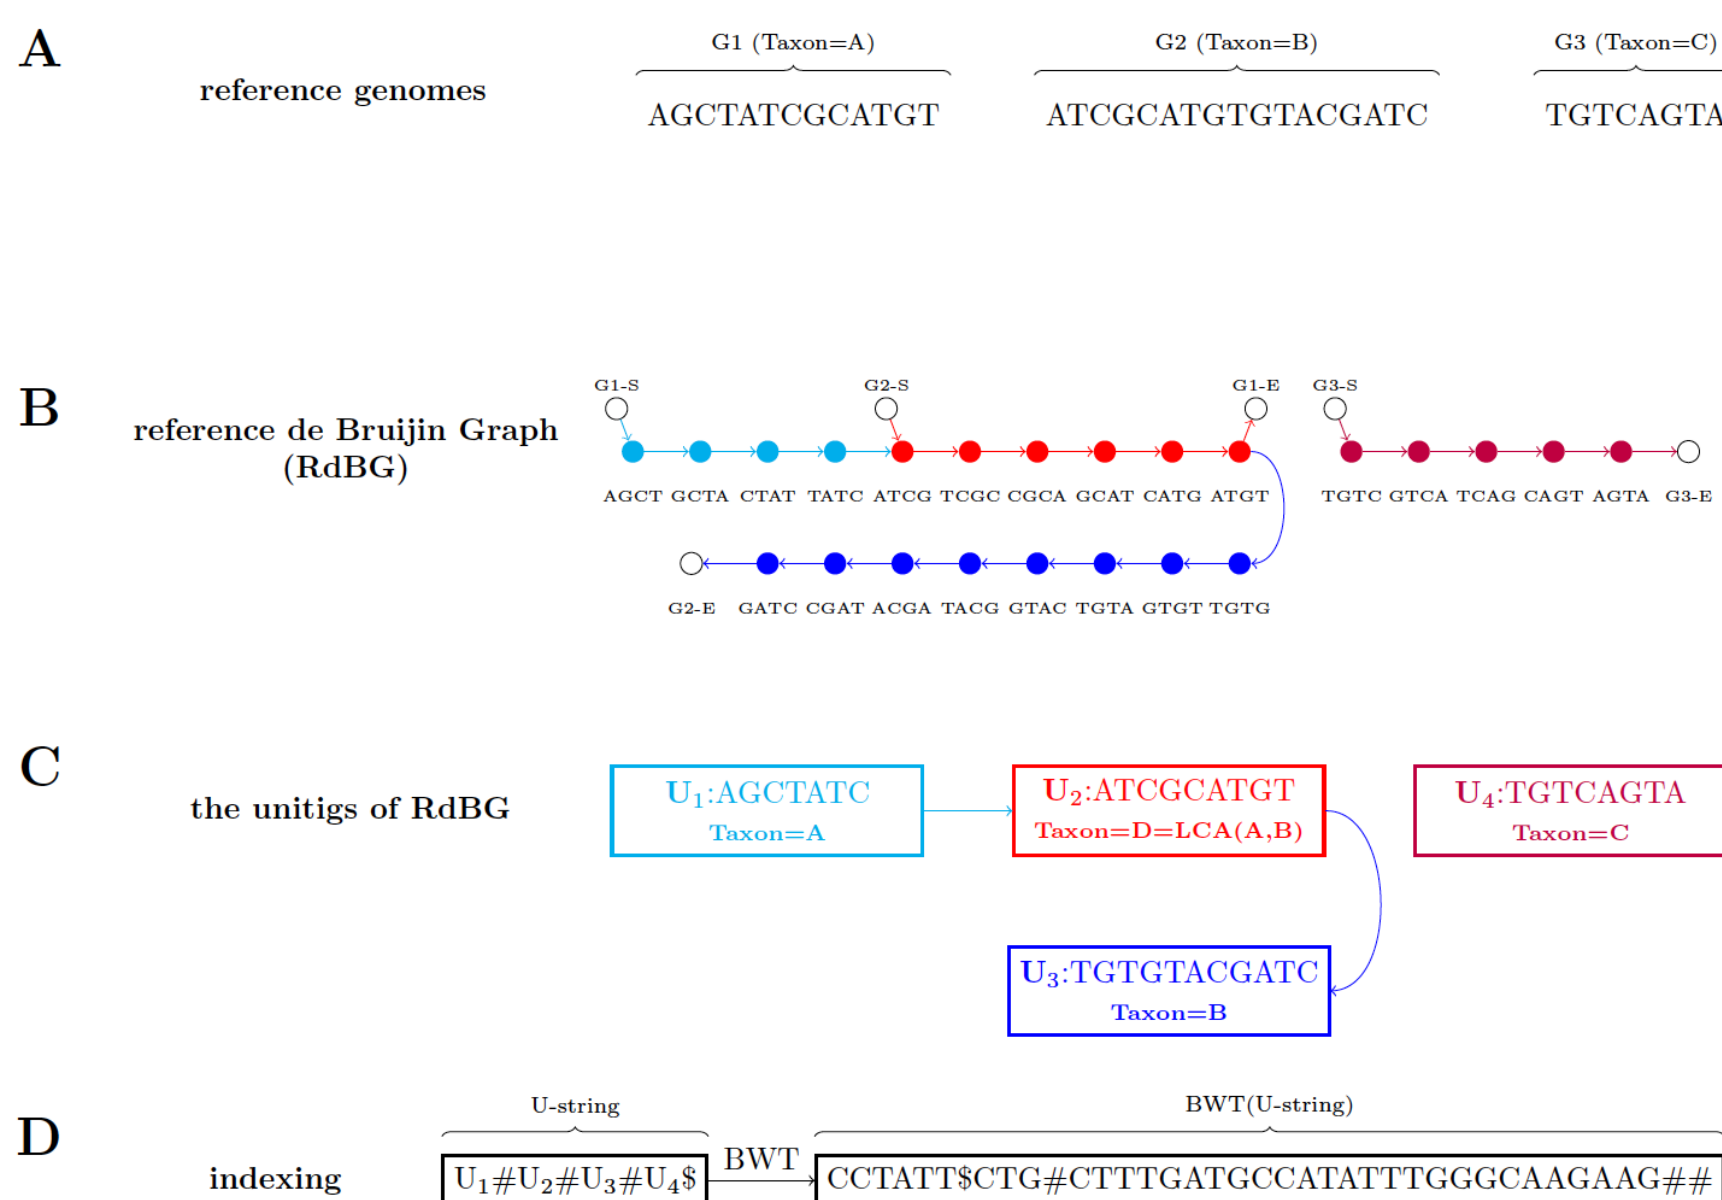 A
reference genomes
G1 (Taxon=A)
G2 (Taxon=B)
G3 (Taxon=C)
AGCTATCGCATGT
ATCGCATGTGTACGATC
TGTCAGTA
B
reference de Bruijin Graph
(RdBG)
G1-S
G2-S
G1-E
G3-S
AGCT GCTA CTAT TATC ATCG TCGC CGCA GCAT CATG ATGT
TGTC GTCA TCAG CAGT AGTA G3-E
G2-E GATC CGAT ACGA TACG GTAC TGTA GTGT TGTG
C
the unitigs of RdBG
U₁:AGCTATC
Taxon=A
U₂:ATCGCATGT
Taxon=D=LCA(A,B)
U₄:TGTCAGTA
Taxon=C
U₃:TGTGTACGATC
Taxon=B
D
indexing
U-string
U₁#U₂#U₃#U₄$
BWT
BWT(U-string)
CCTATT$CTG#CTTTGATGCCATATTTGGGCAAGAAG##